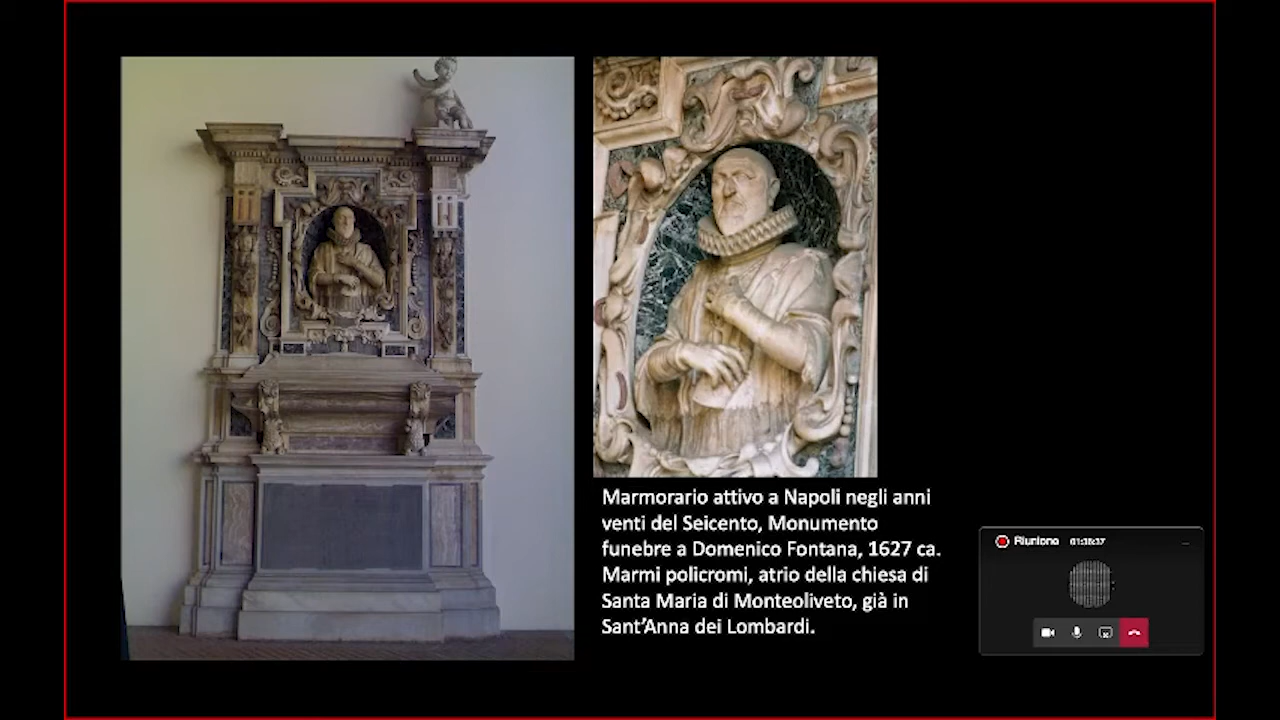 Marmorario attivo a Napoli negli anni
venti del Seicento, Monumento
funebre a Domenico Fontana, 1627 ca.
Marmi policromi, atrio della chiesa di
Santa Maria di Monteoliveto, già in
Sant'Anna dei Lombardi.
Riunione